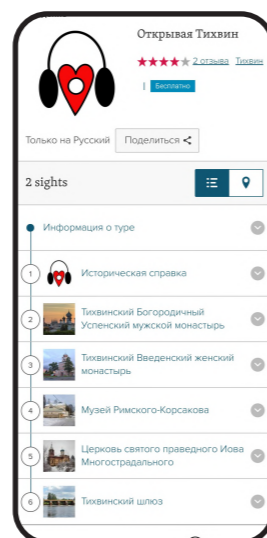 Открывая Тихвин
2 отзыва Тихвин
Бесплатно
Только на Русский Поделиться
2 sights
Информация о туре
1 Историческая справка
2 Тихвинский Богородичный
Успенский мужской монастырь
3 Тихвинский Введенский женский
монастырь
4 Музей Римского-Корсакова
5 Церковь святого праведного Иова
Многострадального
6 Тихвинский шлюз